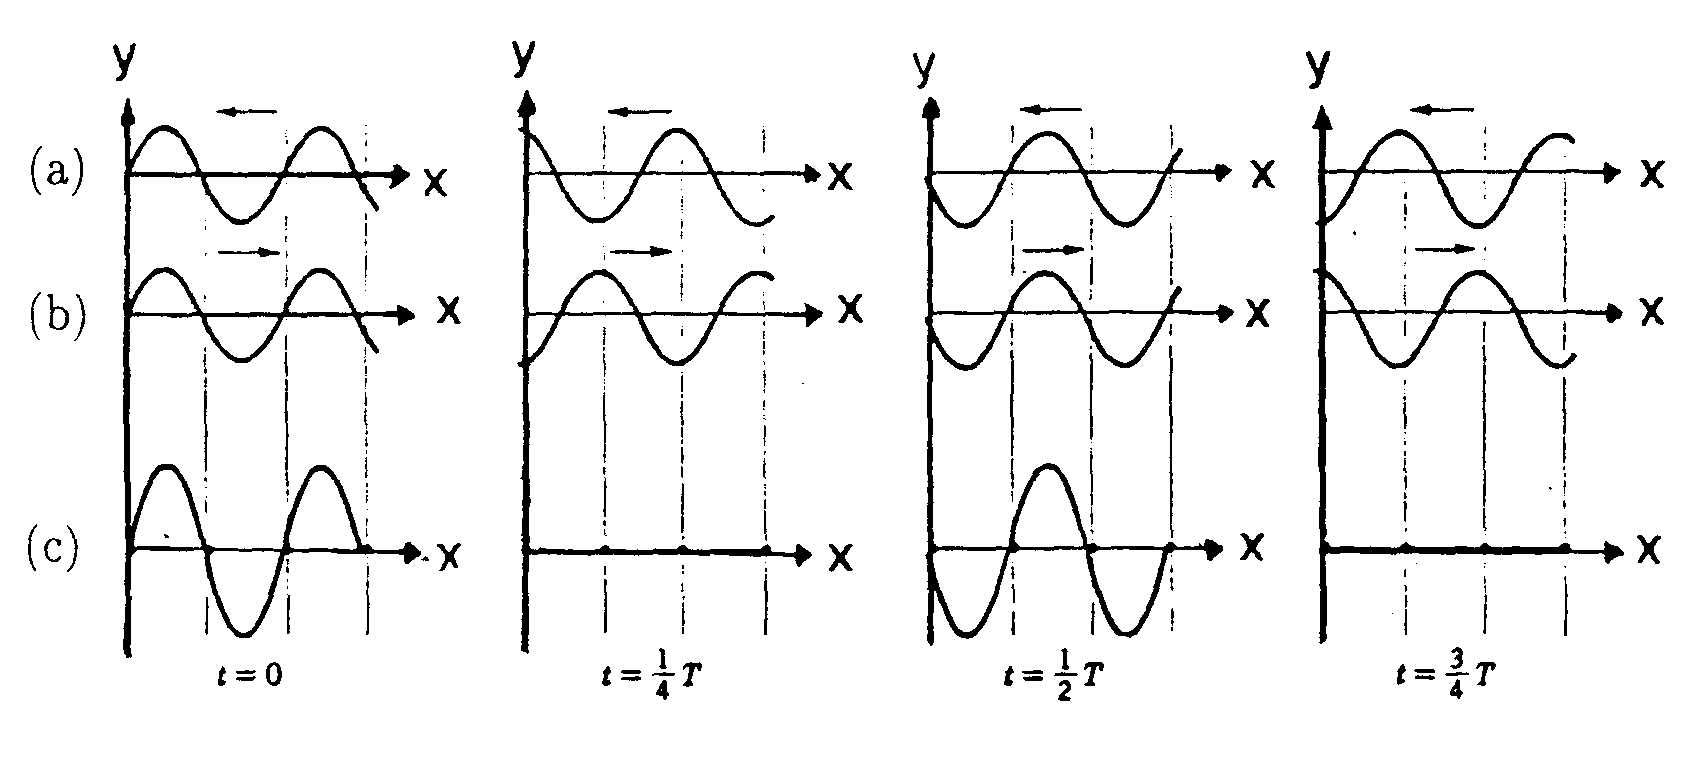 y y y y
(a) x x x x
(b) x x x x
(c) x x x x
t = 0 t = 1/4 T t = 1/2 T t = 3/4 T